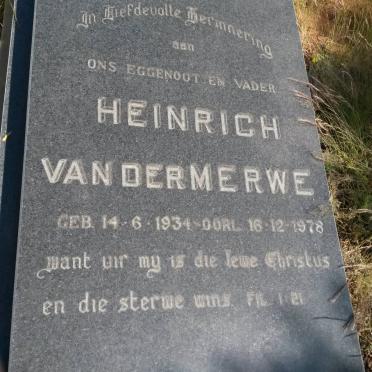 In Liefdevolle Herinnering
aan
ONS EGGENOOT EN VADER
HEINRICH
VAN DER MERWE
GEB. 14-6-1934-OORL. 16-12-1978
want vir my is die lewe Christus
en die sterwe wins. FIL. 1:21